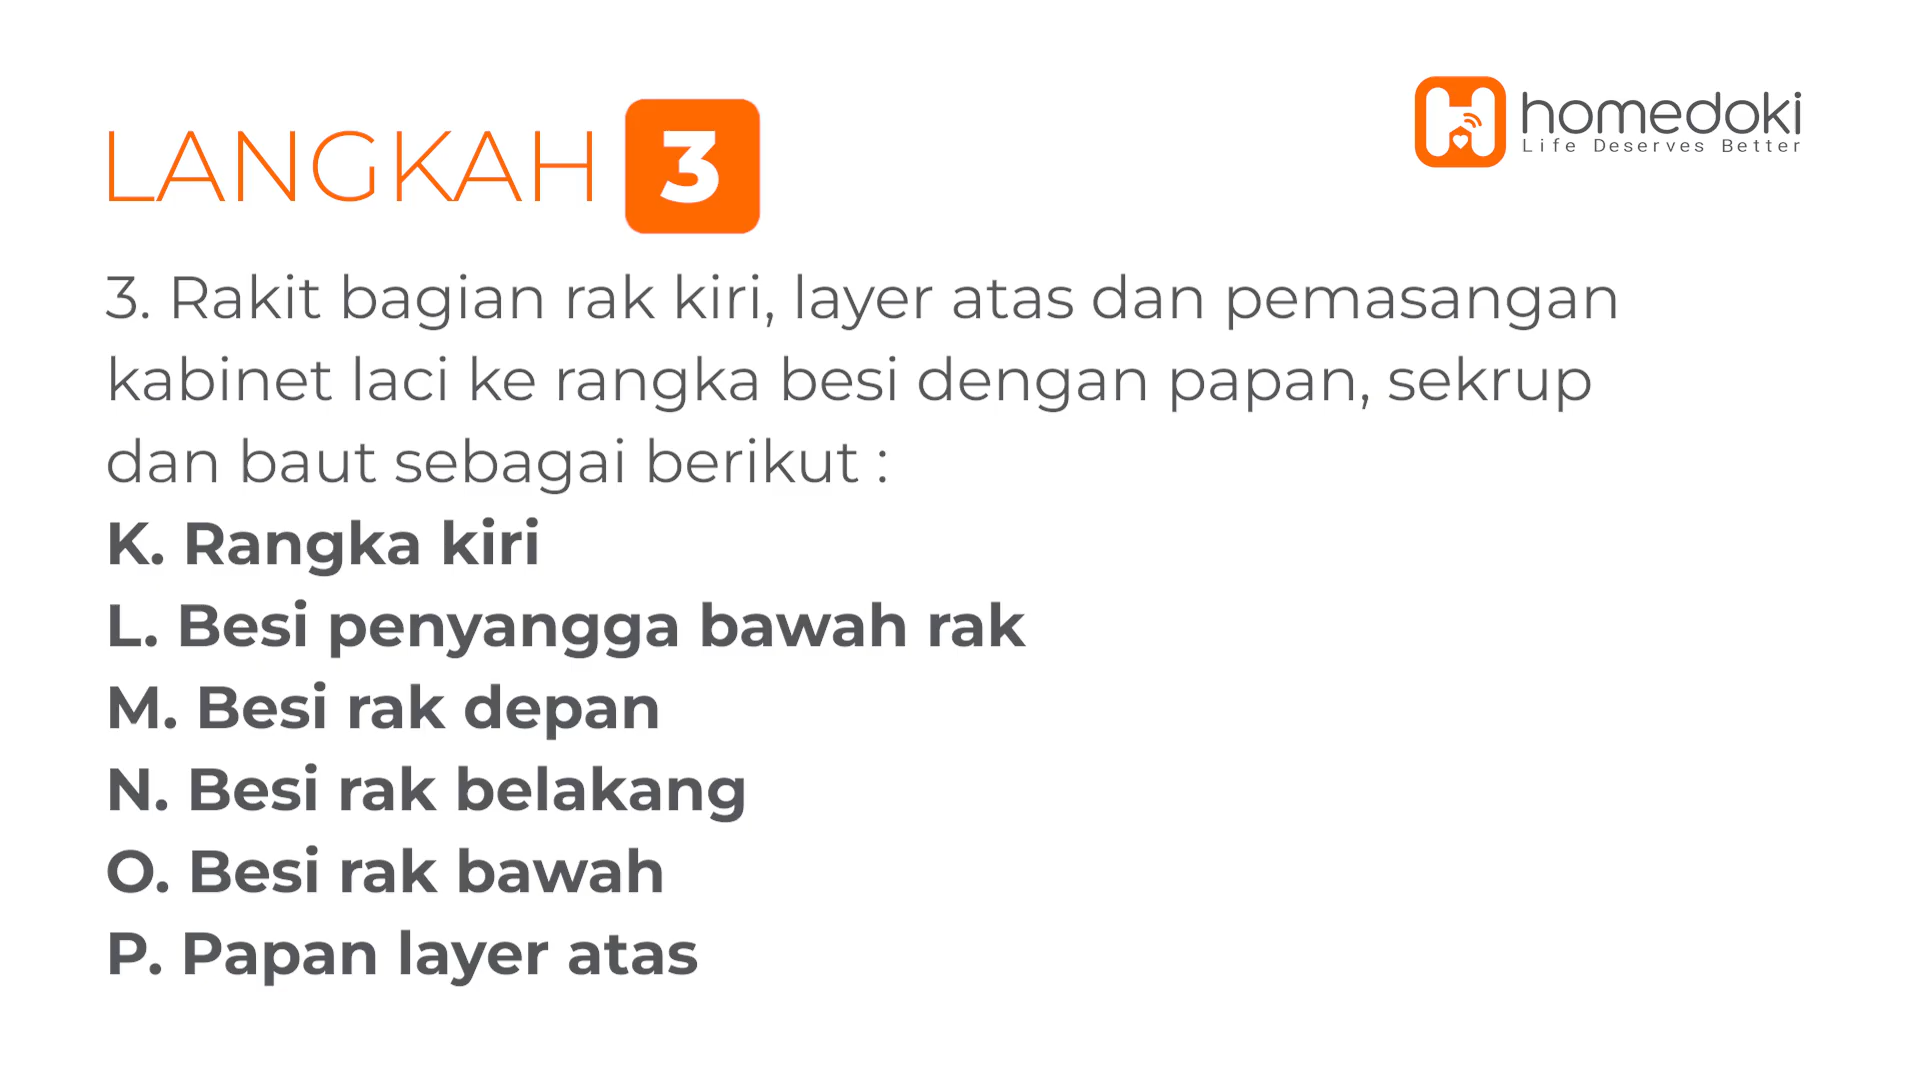 LANGKAH 3
homedoki
Life Deserves Better
3. Rakit bagian rak kiri, layer atas dan pemasangan
kabinet laci ke rangka besi dengan papan, sekrup
dan baut sebagai berikut :
K. Rangka kiri
L. Besi penyangga bawah rak
M. Besi rak depan
N. Besi rak belakang
O. Besi rak bawah
P. Papan layer atas